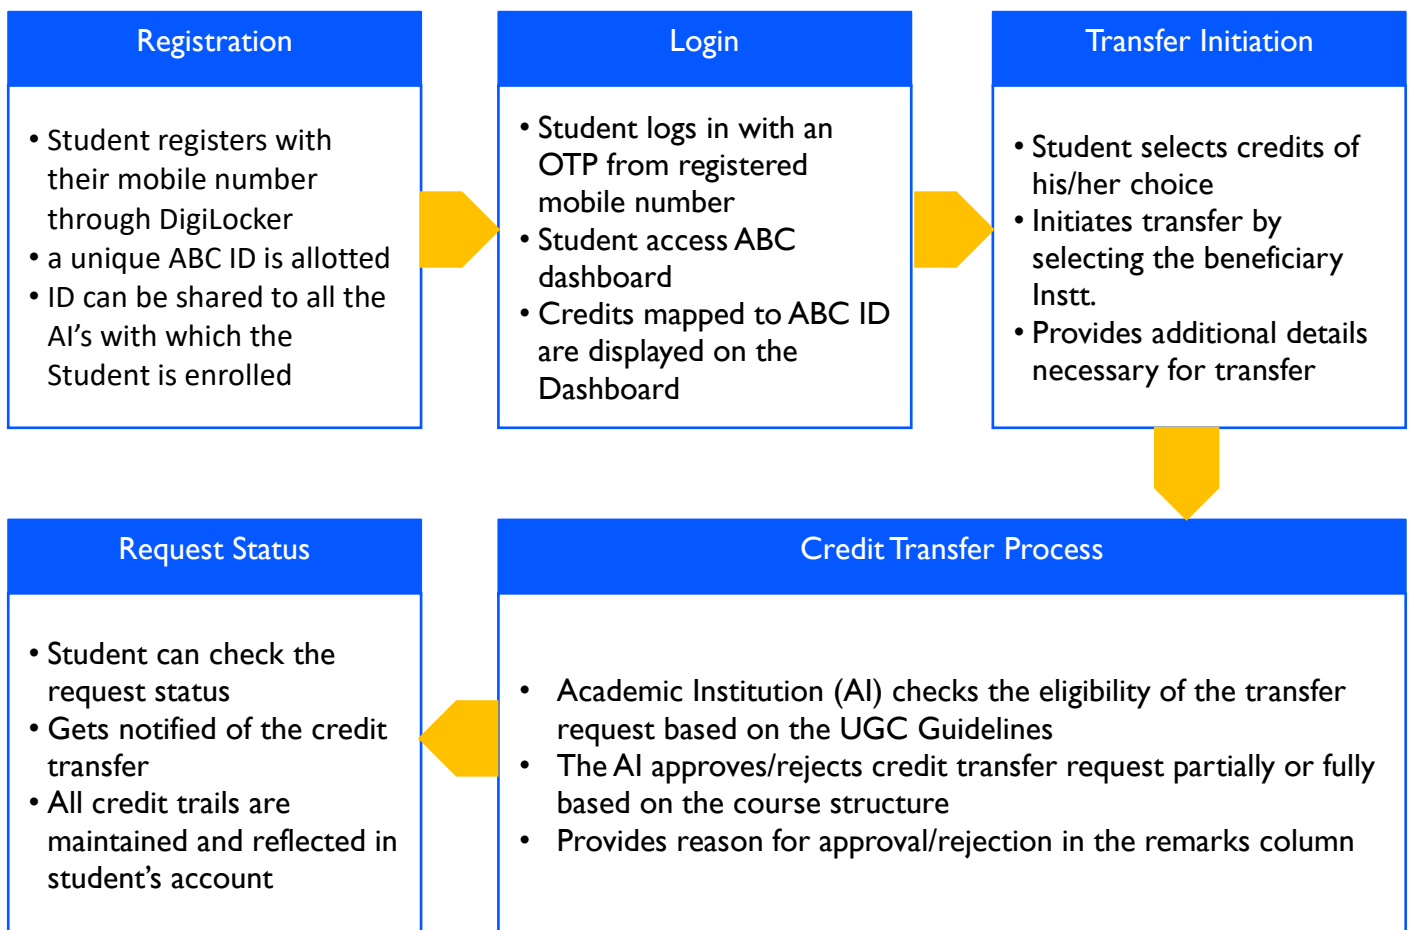 Registration
• Student registers with
their mobile number
through DigiLocker
• a unique ABC ID is allotted
• ID can be shared to all the
AI's with which the
Student is enrolled
Login
• Student logs in with an
OTP from registered
mobile number
• Student access ABC
dashboard
• Credits mapped to ABC ID
are displayed on the
Dashboard
Transfer Initiation
• Student selects credits of
his/her choice
• Initiates transfer by
selecting the beneficiary
Instt.
• Provides additional details
necessary for transfer
Credit Transfer Process
• Academic Institution (AI) checks the eligibility of the transfer
request based on the UGC Guidelines
• The AI approves/rejects credit transfer request partially or fully
based on the course structure
• Provides reason for approval/rejection in the remarks column
Request Status
• Student can check the
request status
• Gets notified of the credit
transfer
• All credit trails are
maintained and reflected in
student's account